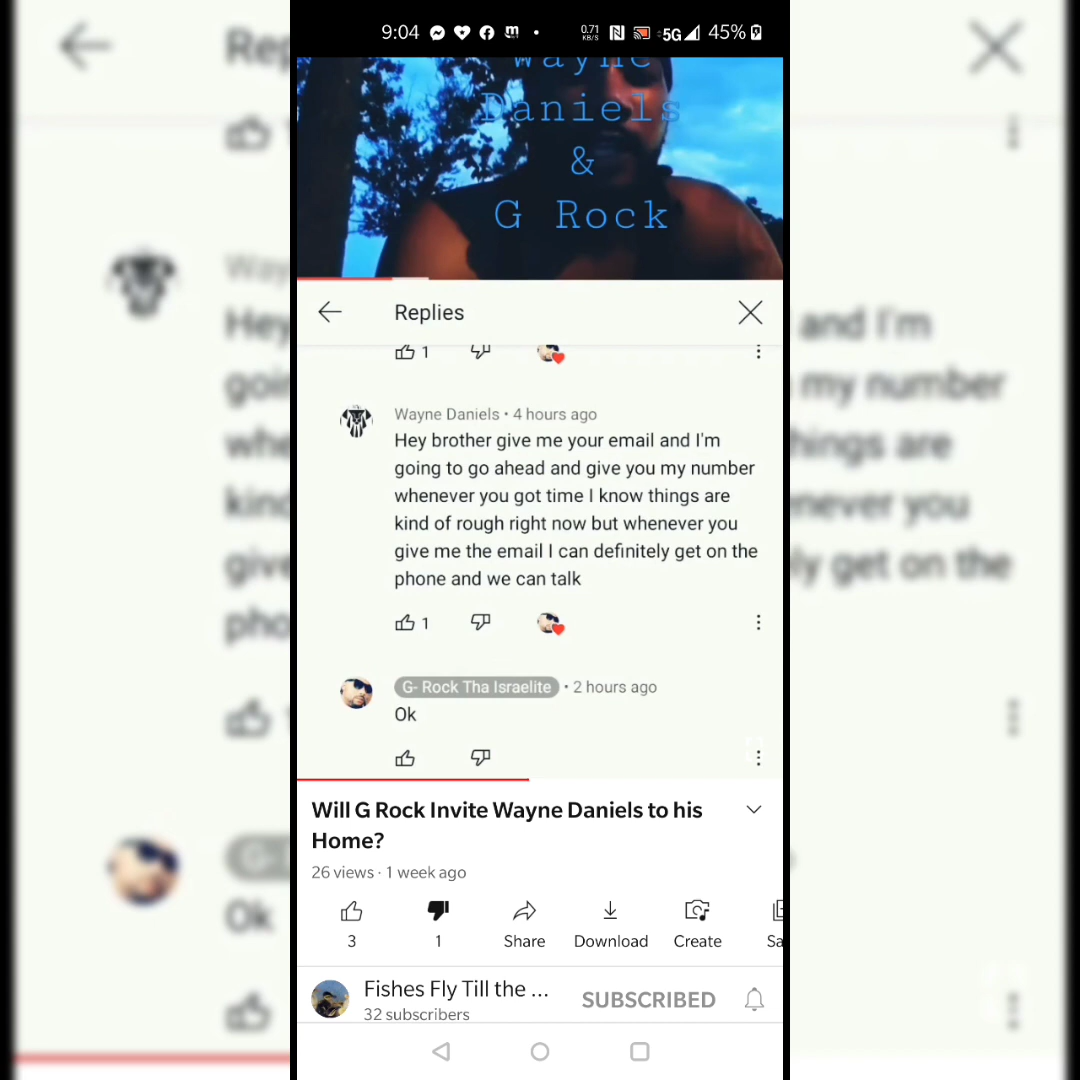 9:04
0.71
KB/S
5G
45%
Wayne
Daniels
&
G Rock
Replies
1
Wayne Daniels • 4 hours ago
Hey brother give me your email and I'm
going to go ahead and give you my number
whenever you got time I know things are
kind of rough right now but whenever you
give me the email I can definitely get on the
phone and we can talk
1
G- Rock Tha Israelite • 2 hours ago
Ok
Will G Rock Invite Wayne Daniels to his
Home?
26 views · 1 week ago
3
1
Share
Download
Create
Sa
Fishes Fly Till the ...
32 subscribers
SUBSCRIBED